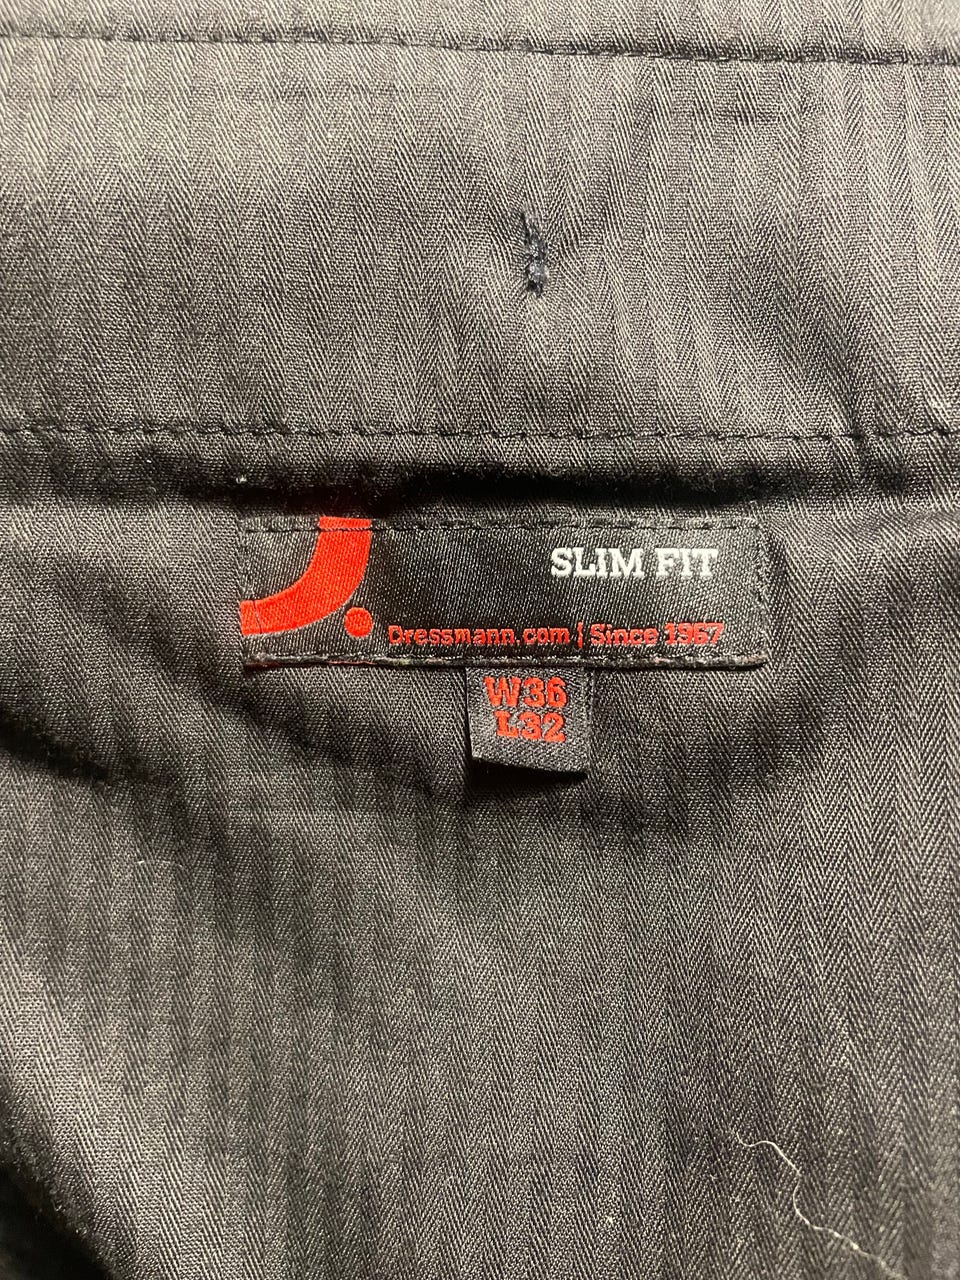 SLIM FIT
Dressmann.com | Since 1967
W36
L32